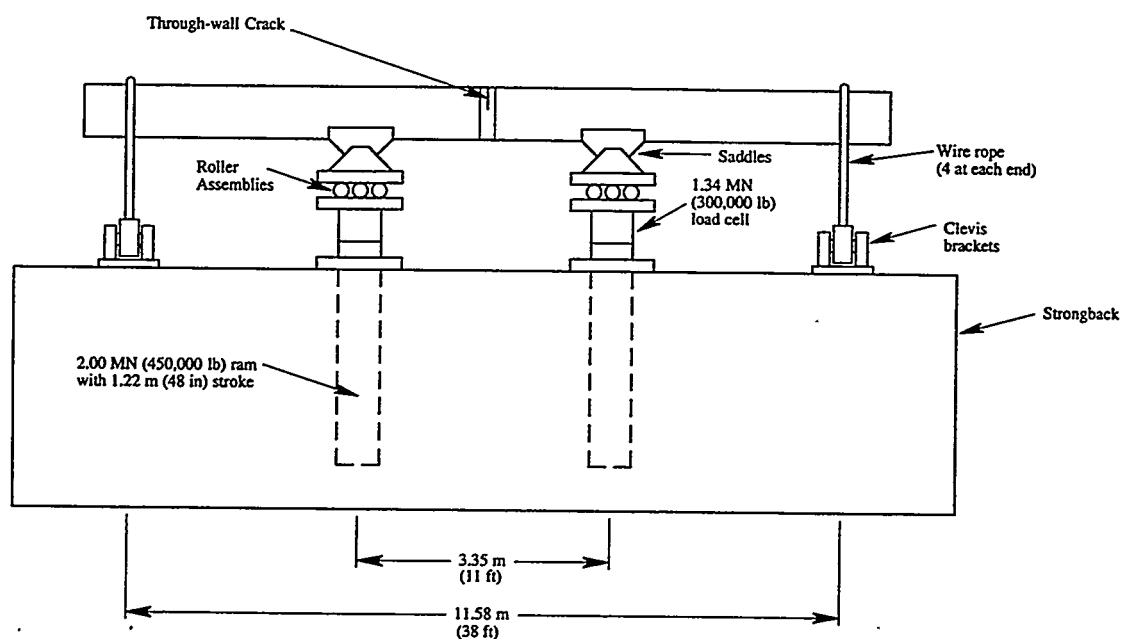 Through-wall Crack
Roller
Assemblies
Saddles
1.34 MN
(300,000 lb)
load cell
Wire rope
(4 at each end)
Clevis
brackets
Strongback
2.00 MN (450,000 lb) ram
with 1.22 m (48 in) stroke
3.35 m
(11 ft)
11.58 m
(38 ft)